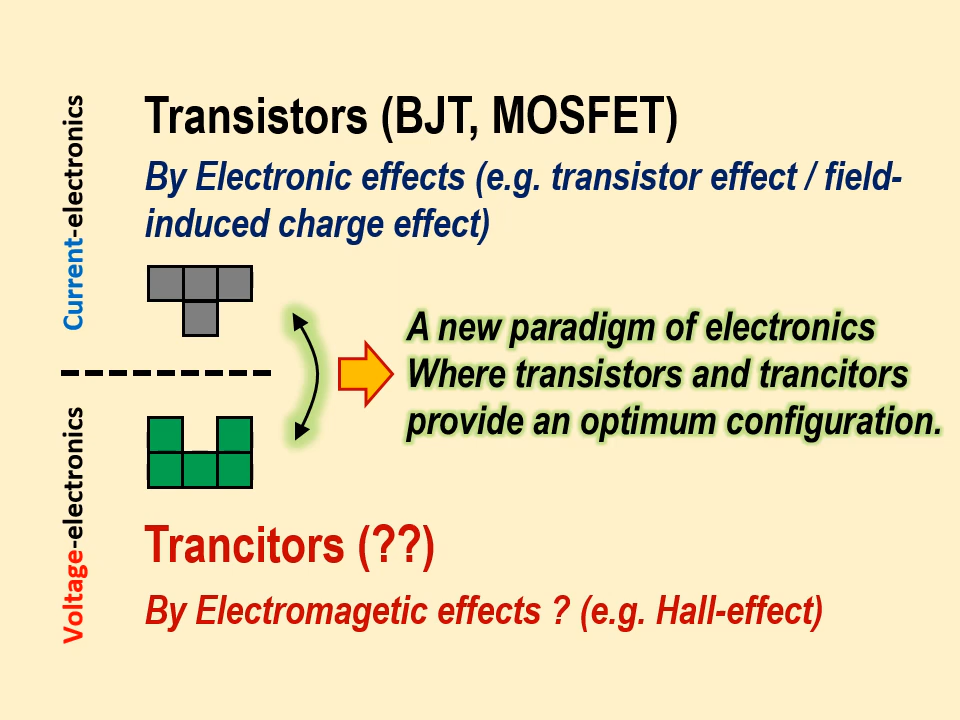 Current-electronics
Transistors (BJT, MOSFET)
By Electronic effects (e.g. transistor effect / field-
induced charge effect)
A new paradigm of electronics
Where transistors and trancitors
provide an optimum configuration.
Voltage-electronics
Trancitors (??)
By Electromagetic effects ? (e.g. Hall-effect)